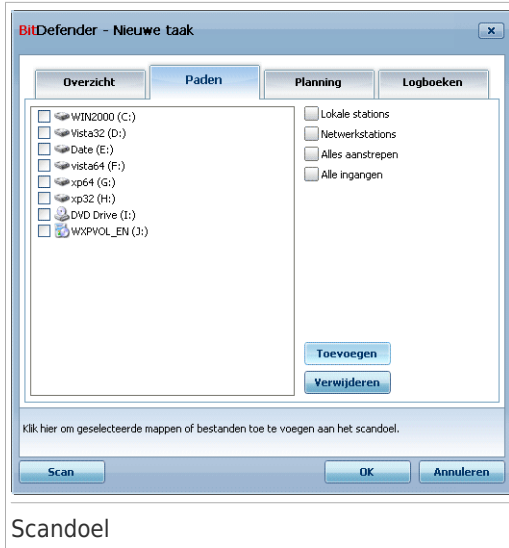 BitDefender - Nieuwe taak
Overzicht
Paden
Planning
Logboeken
WIN2000 (C:)
Vista32 (D:)
Date (E:)
vista64 (F:)
xp64 (G:)
xp32 (H:)
DVD Drive (I:)
WXPVOL_EN (J:)
Lokale stations
Netwerkstations
Alles aanstrepen
Alle ingangen
Toevoegen
Verwijderen
Klik hier om geselecteerde mappen of bestanden toe te voegen aan het scandoel.
Scan
OK
Annuleren
Scandoel